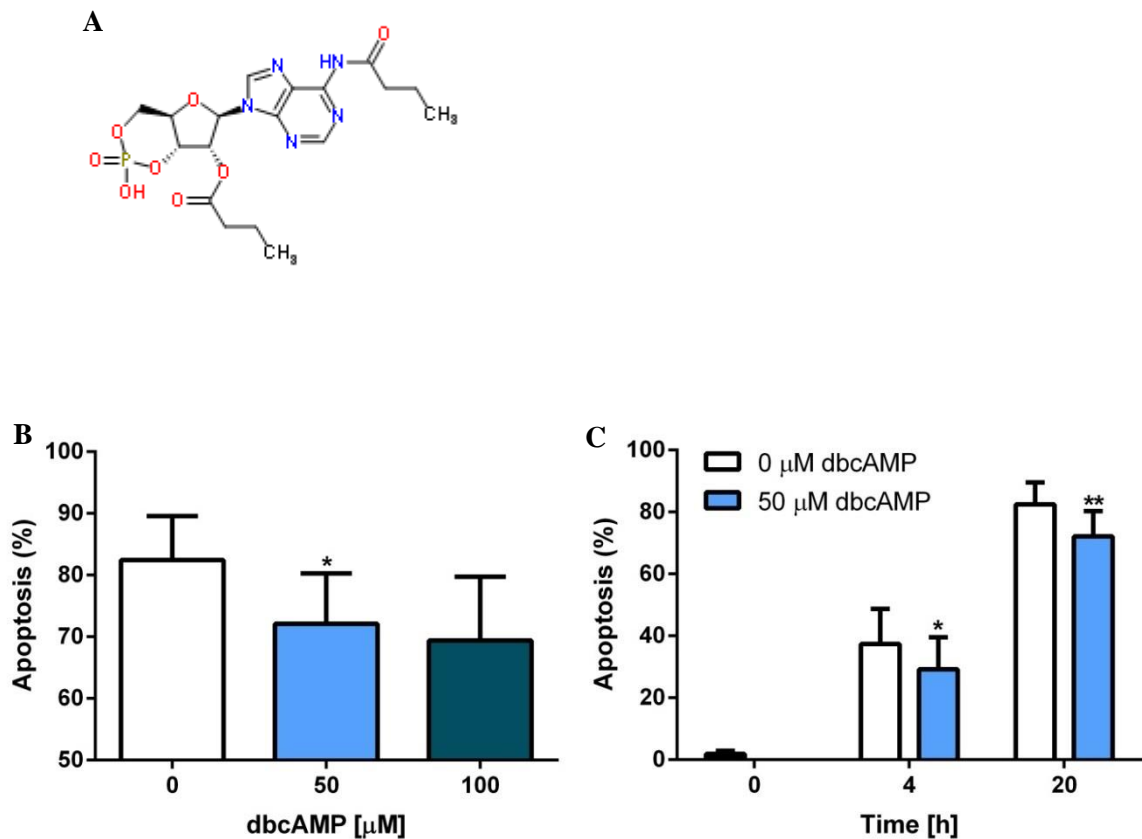 A
O
HN
N
N
N
N
CH₃
O
O
O
P
O
OH
O
O
CH₃
B
100
90
80
70
60
50
Apoptosis (%)
*
0
50
100
dbcAMP [μM]
C
100
80
60
40
20
0
Apoptosis (%)
0 μM dbcAMP
50 μM dbcAMP
*
**
0
4
20
Time [h]